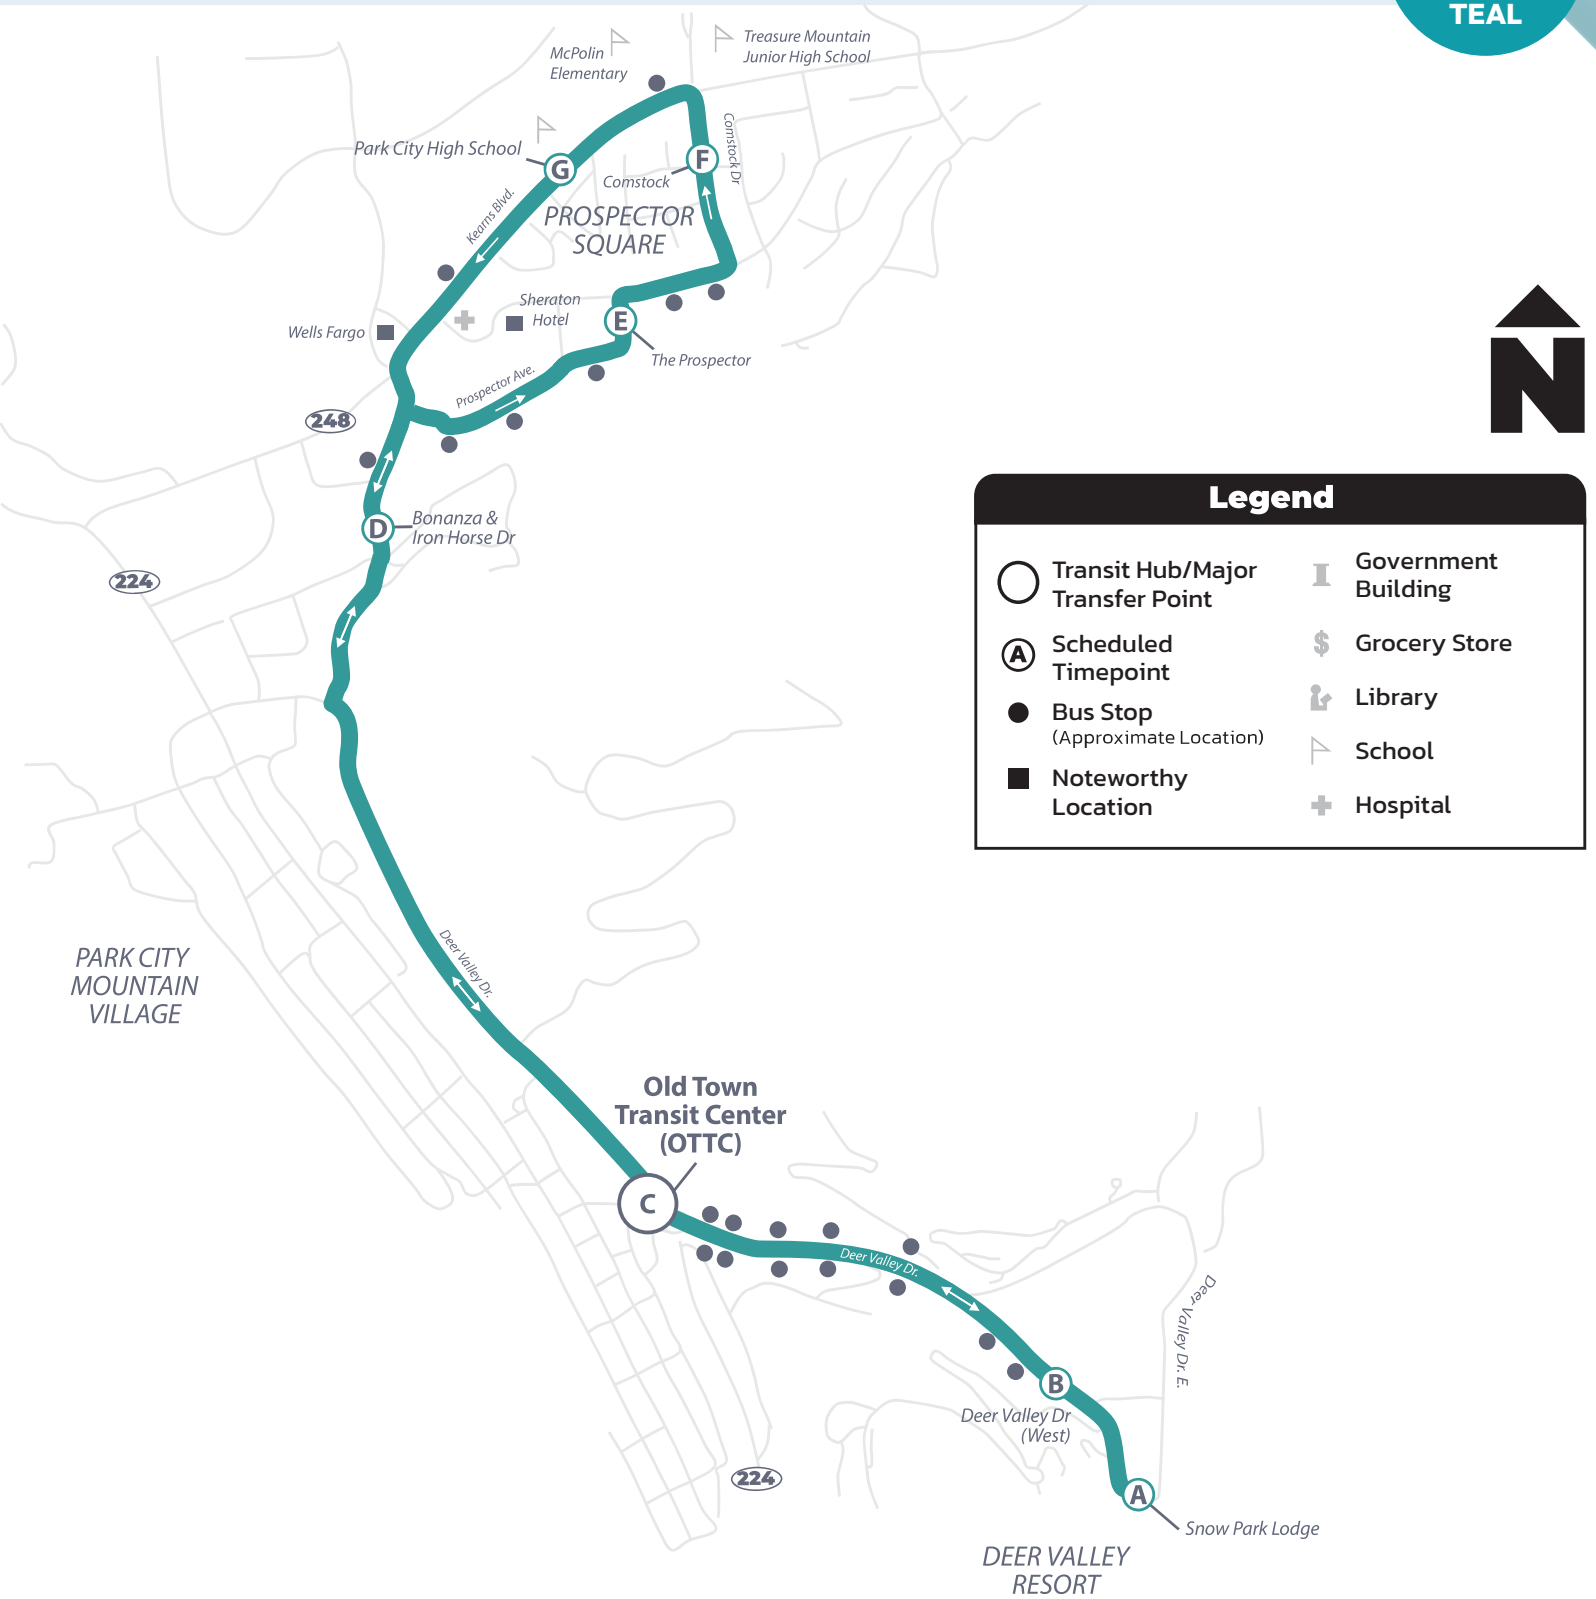 TEAL
McPolin
Elementary
Treasure Mountain
Junior High School
Park City High School
G
F
Comstock
Comstock Dr
Kearns Blvd.
PROSPECTOR
SQUARE
Sheraton
Hotel
Wells Fargo
E
The Prospector
Prospector Ave.
248
D
Bonanza &
Iron Horse Dr
224
N
Legend
Transit Hub/Major
Transfer Point
A
Scheduled
Timepoint
Bus Stop
(Approximate Location)
Noteworthy
Location
Government
Building
$
Grocery Store
Library
School
Hospital
PARK CITY
MOUNTAIN
VILLAGE
Deer Valley Dr.
Old Town
Transit Center
(OTTC)
C
Deer Valley Dr.
Deer Valley Dr. E.
B
Deer Valley Dr
(West)
224
A
Snow Park Lodge
DEER VALLEY
RESORT